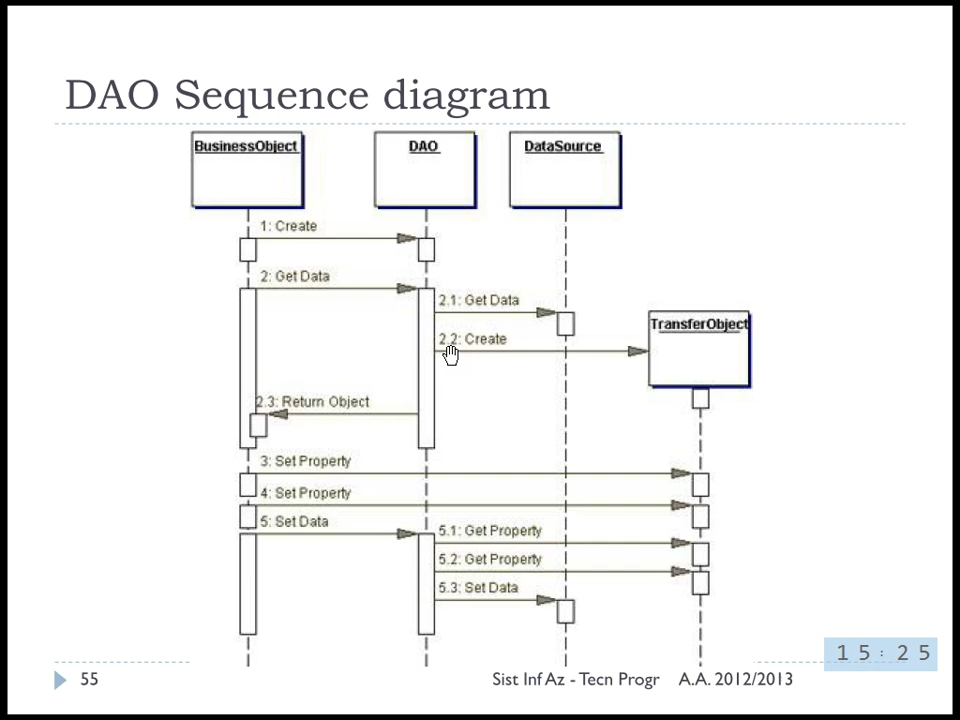 DAO Sequence diagram
BusinessObject
DAO
DataSource
1: Create
2: Get Data
2.1: Get Data
TransferObject
2.2: Create
2.3: Return Object
3: Set Property
4: Set Property
5: Set Data
5.1: Get Property
5.2: Get Property
5.3: Set Data
15:25
55
Sist Inf Az - Tecn Progr A.A. 2012/2013